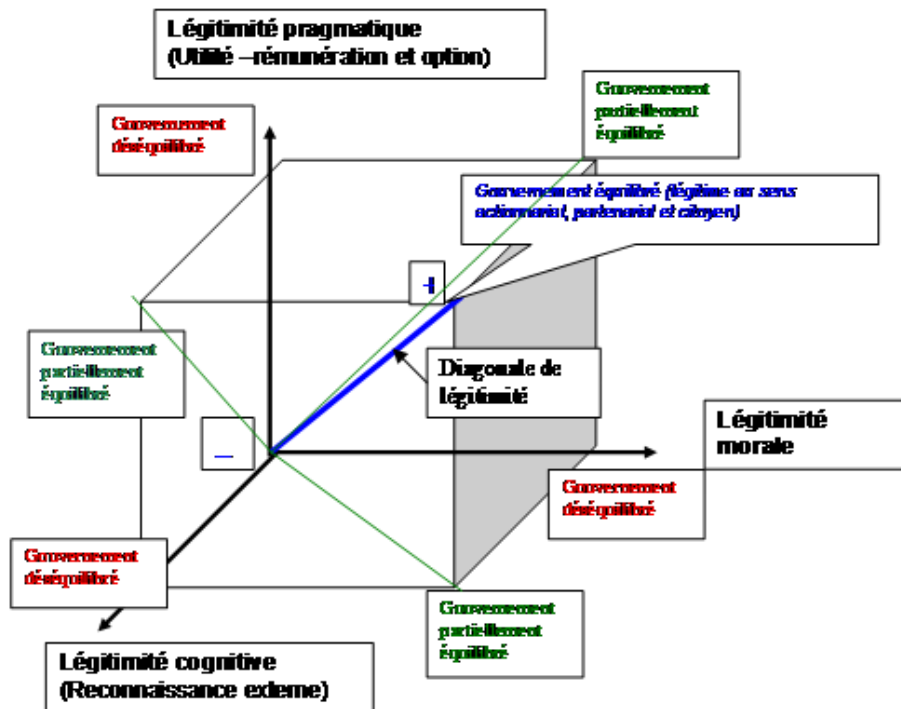 Légitimité pragmatique
(Utilité –rémunération et option)
Gouvernement
partiellement
équilibré
Gouvernement
déséquilibré
Gouvernement équilibré (légitime au sens
actionnarial, partenarial et citoyen)
Gouvernement
partiellement
équilibré
Diagonale de
légitimité
Légitimité
morale
Gouvernement
déséquilibré
Gouvernement
déséquilibré
Gouvernement
partiellement
équilibré
Légitimité cognitive
(Reconnaissance externe)